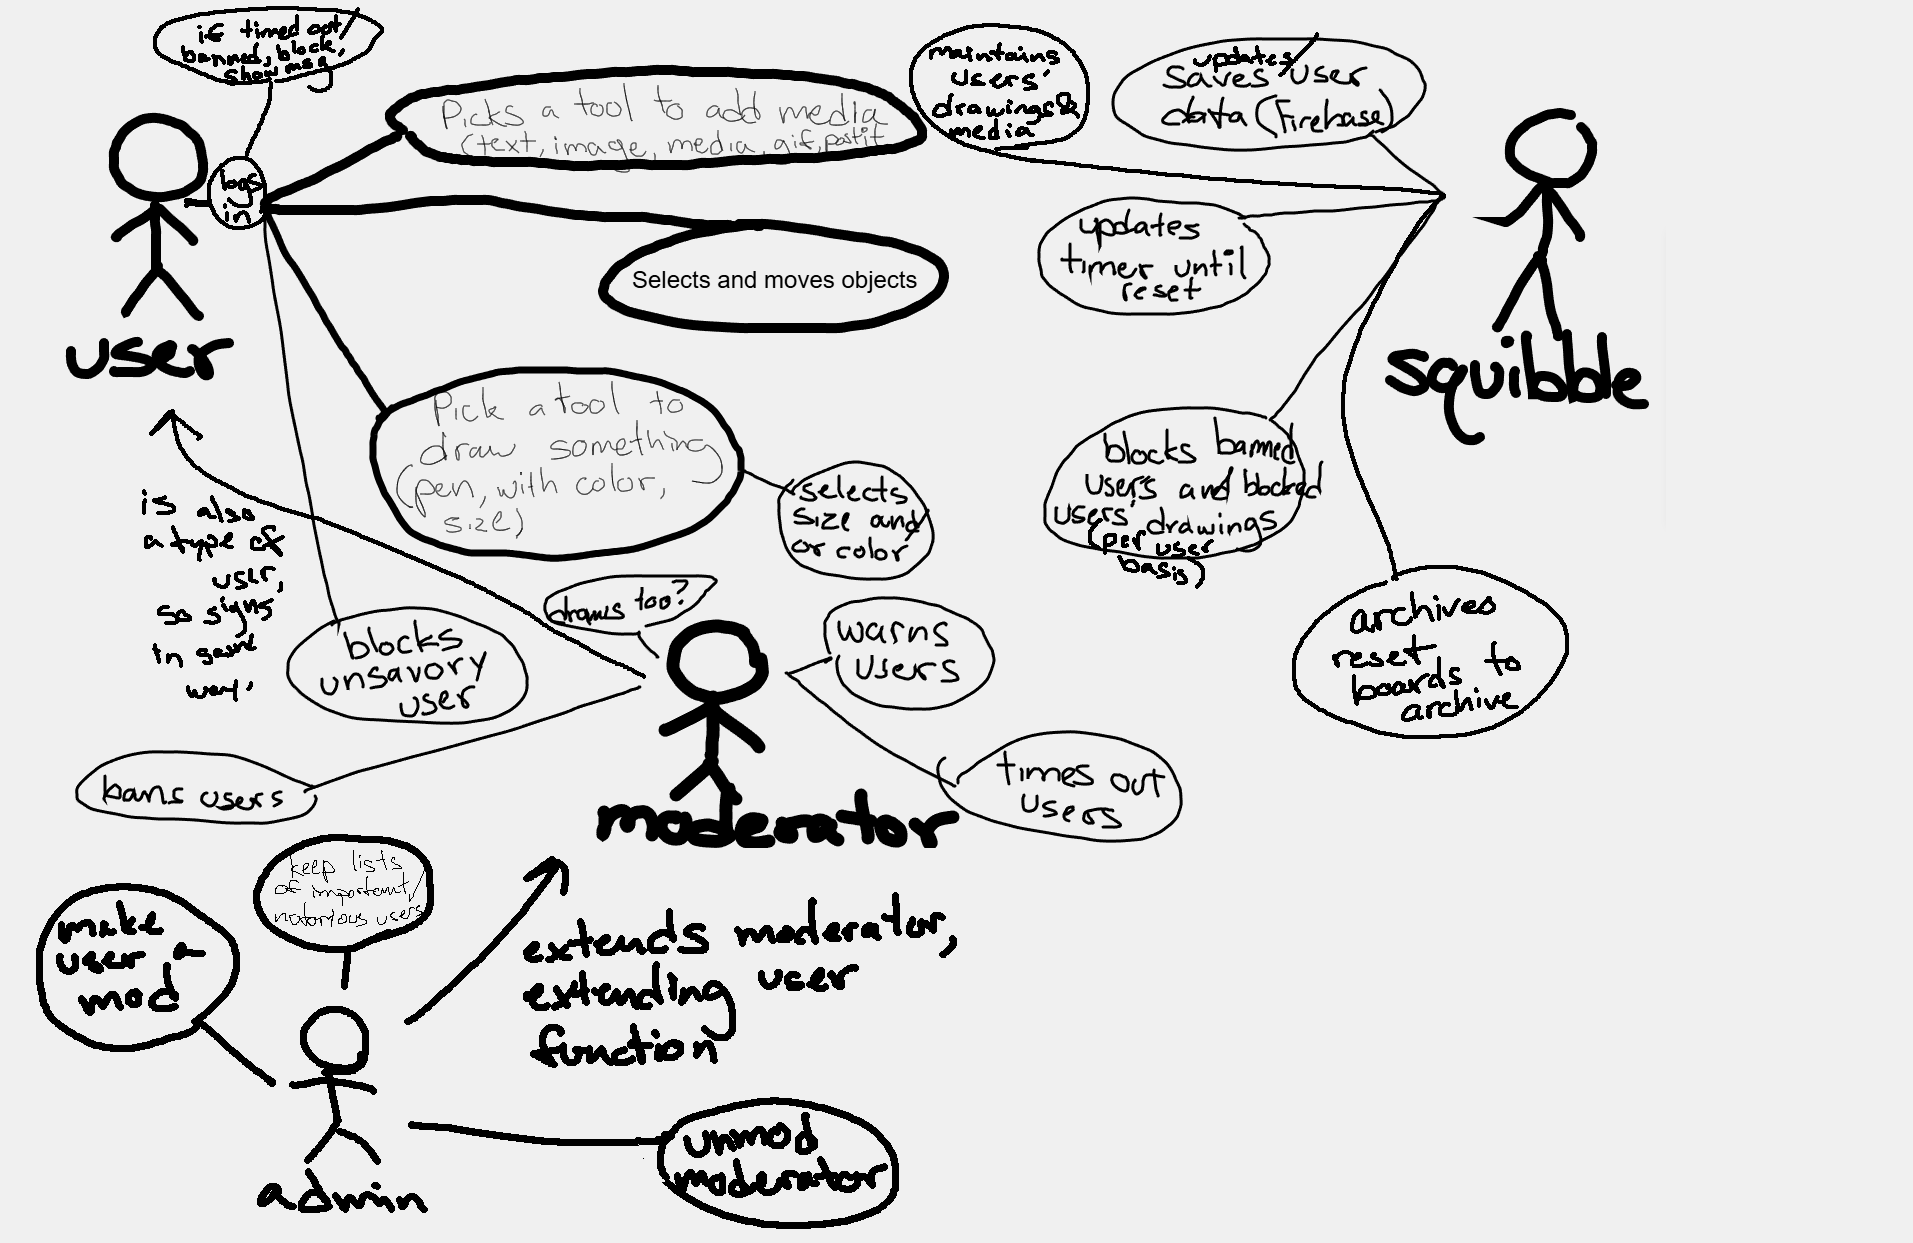 if timed out/
banned, block,
show msg
logs
in
Picks a tool to add media
(text, image, media, gif, postit
Selects and moves objects
user
Pick a tool to
draw something
(pen, with color,
size)
selects
size and/
or color
blocks
unsavory
user
is also
a type of
user,
so signs
in same
way.
maintains
users'
drawings &
media
updates/
saves user
data (Firebase)
updates
timer until
reset
blocks banned
users and blocked
users' drawings
(per user
basis)
archives
reset
boards to
archive
squibble
draws too?
warns
users
times out
users
bans users
moderator
keep lists
of important/
notorious users
make
user a
mod
extends moderator,
extending user
function
unmod
moderator
admin